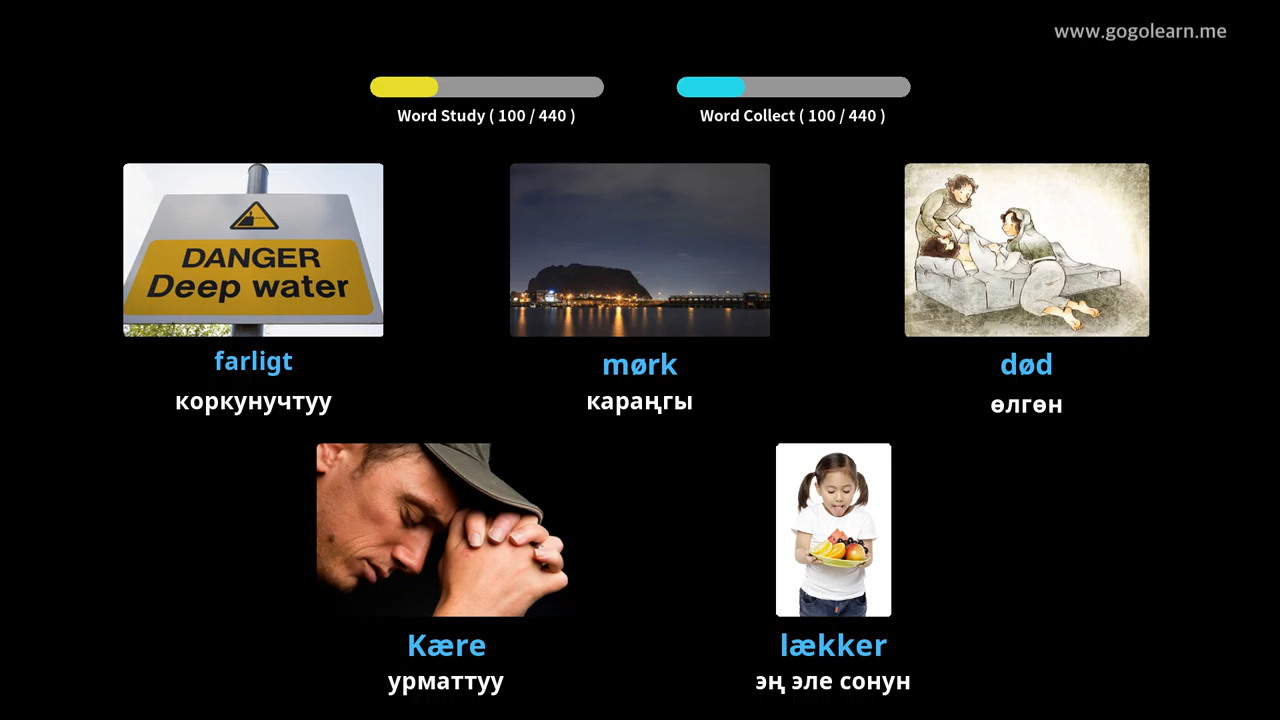 www.gogolearn.me
Word Study ( 100 / 440 )
Word Collect ( 100 / 440 )
DANGER
Deep water
farligt
коркунучтуу
mørk
караңгы
død
өлгөн
Kære
урматтуу
lækker
эң эле сонун